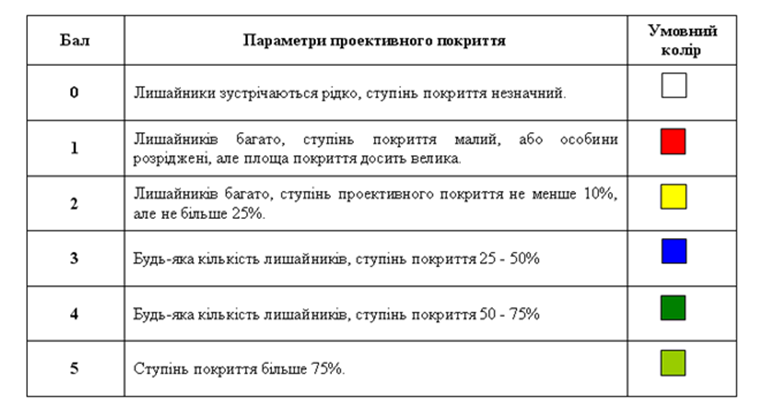 Бал
Параметри проективного покриття
Умовний
колір
0
Лишайники зустрічаються рідко, ступінь покриття незначний.
1
Лишайників багато, ступінь покриття малий, або особини
розріджені, але площа покриття досить велика.
2
Лишайників багато, ступінь проективного покриття не менше 10%,
але не більше 25%.
3
Будь-яка кількість лишайників, ступінь покриття 25 - 50%
4
Будь-яка кількість лишайників, ступінь покриття 50 - 75%
5
Ступінь покриття більше 75%.